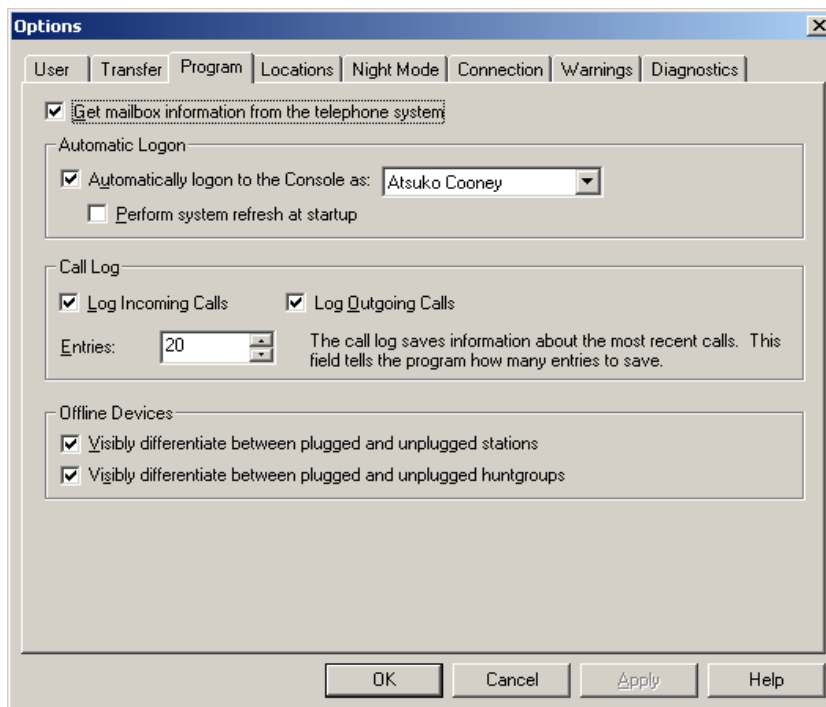 Options
User Transfer Program Locations Night Mode Connection Warnings Diagnostics
Get mailbox information from the telephone system
Automatic Logon
Automatically logon to the Console as: Atsuko Cooney
Perform system refresh at startup
Call Log
Log Incoming Calls Log Outgoing Calls
Entries: 20 The call log saves information about the most recent calls. This
field tells the program how many entries to save.
Offline Devices
Visibly differentiate between plugged and unplugged stations
Visibly differentiate between plugged and unplugged huntgroups
OK Cancel Apply Help